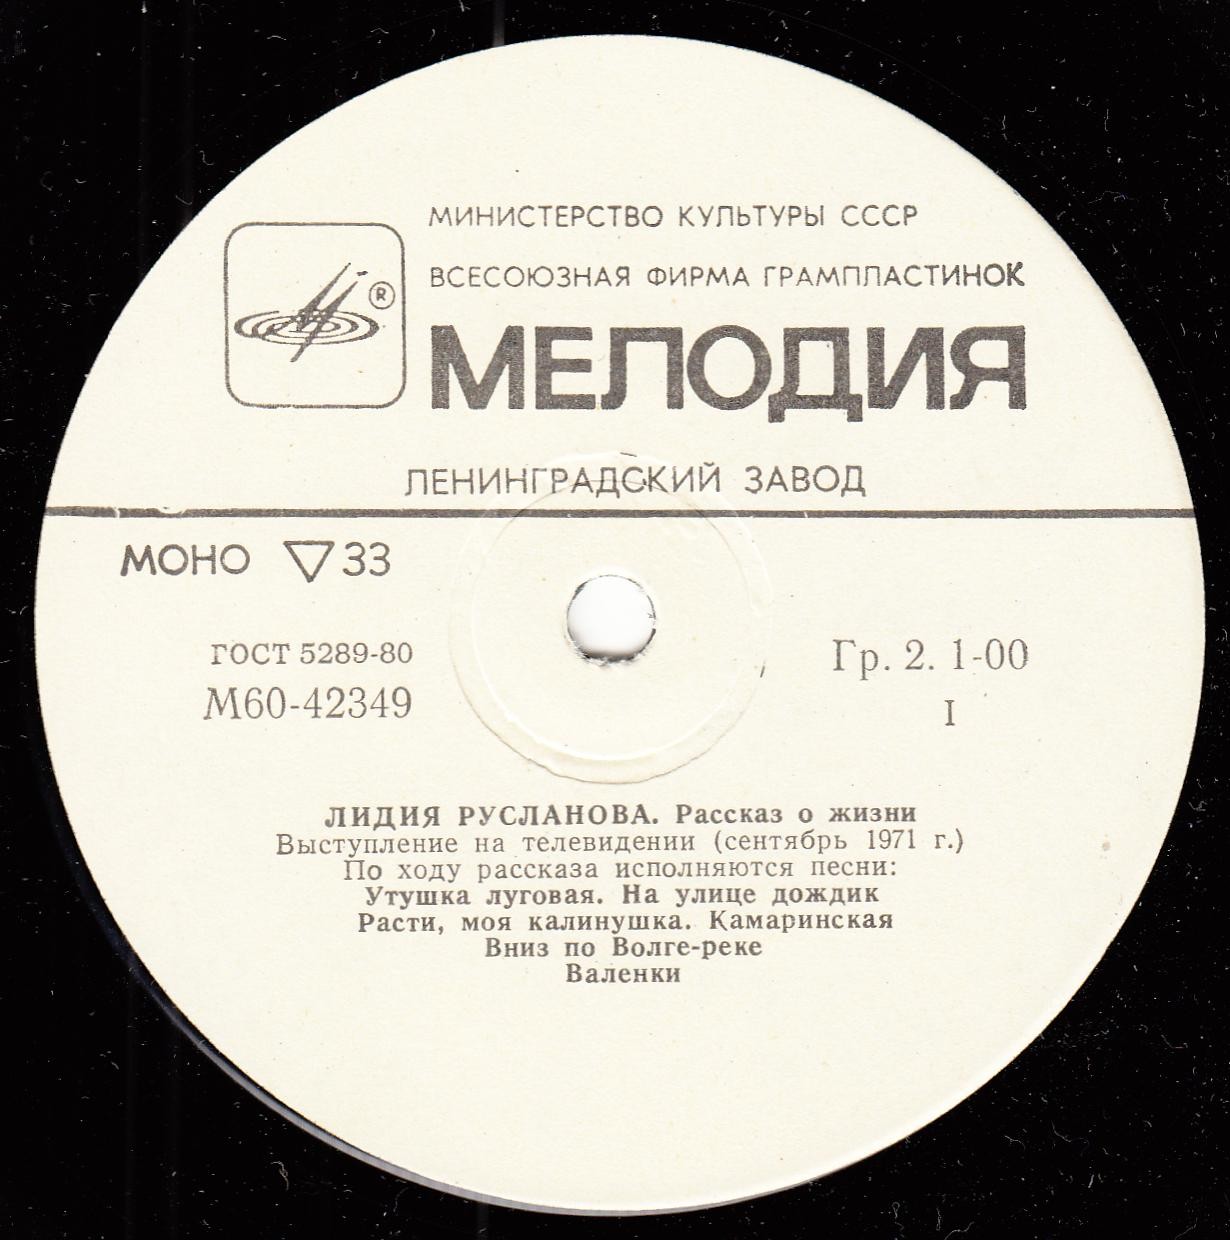 МИНИСТЕРСТВО КУЛЬТУРЫ СССР
ВСЕСОЮЗНАЯ ФИРМА ГРАМПЛАСТИНОК
®
МЕЛОДИЯ
ЛЕНИНГРАДСКИЙ ЗАВОД
МОНО ▽33
ГОСТ 5289-80
М60-42349
Гр. 2. 1-00
I
ЛИДИЯ РУСЛАНОВА. Рассказ о жизни
Выступление на телевидении (сентябрь 1971 г.)
По ходу рассказа исполняются песни:
Утушка луговая. На улице дождик
Расти, моя калинушка. Камаринская
Вниз по Волге-реке
Валенки